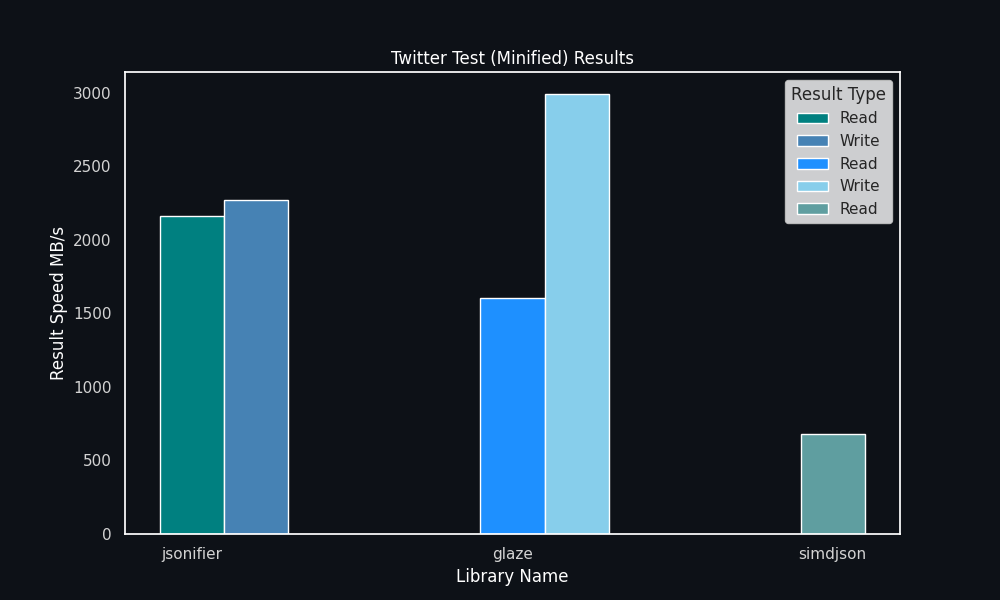 Twitter Test (Minified) Results
Result Speed MB/s
3000
2500
2000
1500
1000
500
0
Result Type
Read
Write
Read
Write
Read
jsonifier
glaze
simdjson
Library Name